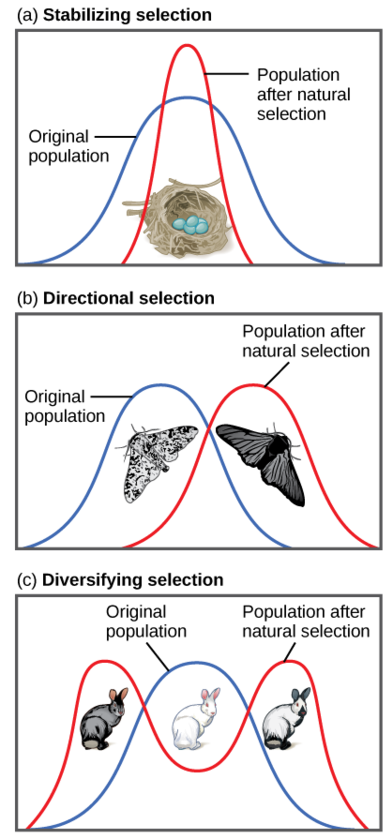 (a) Stabilizing selection
Population
after natural
selection
Original
population
(b) Directional selection
Population after
natural selection
Original
population
(c) Diversifying selection
Original
population
Population after
natural selection